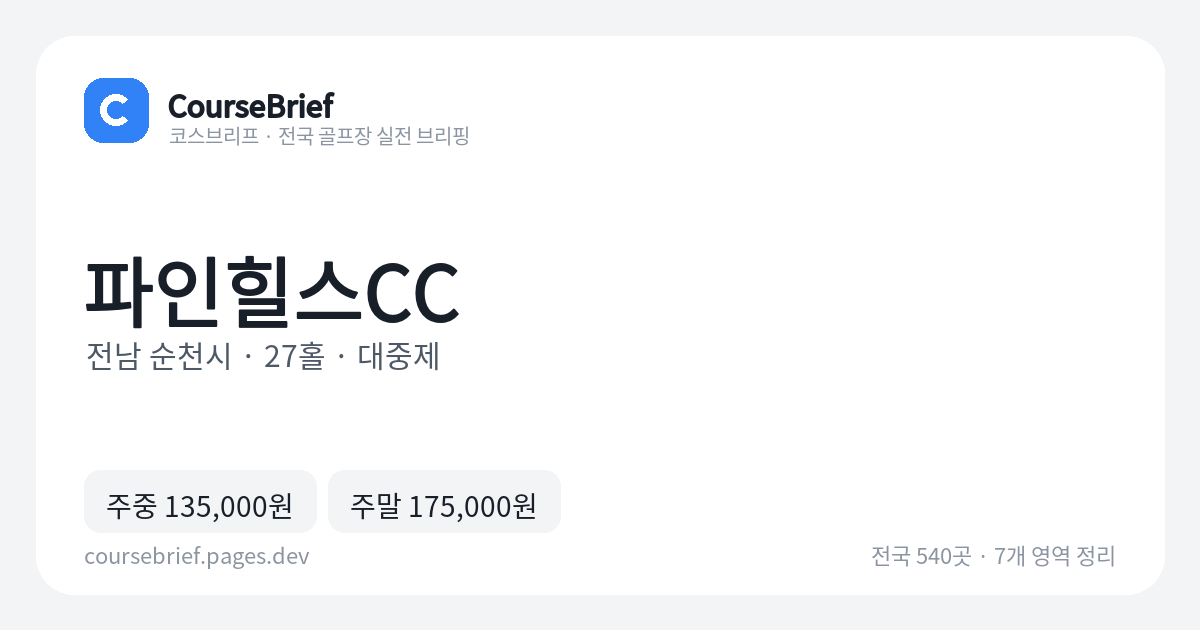 C
CourseBrief
코스브리프 · 전국 골프장 실전 브리핑
파인힐스CC
전남 순천시 · 27홀 · 대중제
주중 135,000원 주말 175,000원
coursebrief.pages.dev 전국 540곳 · 7개 영역 정리